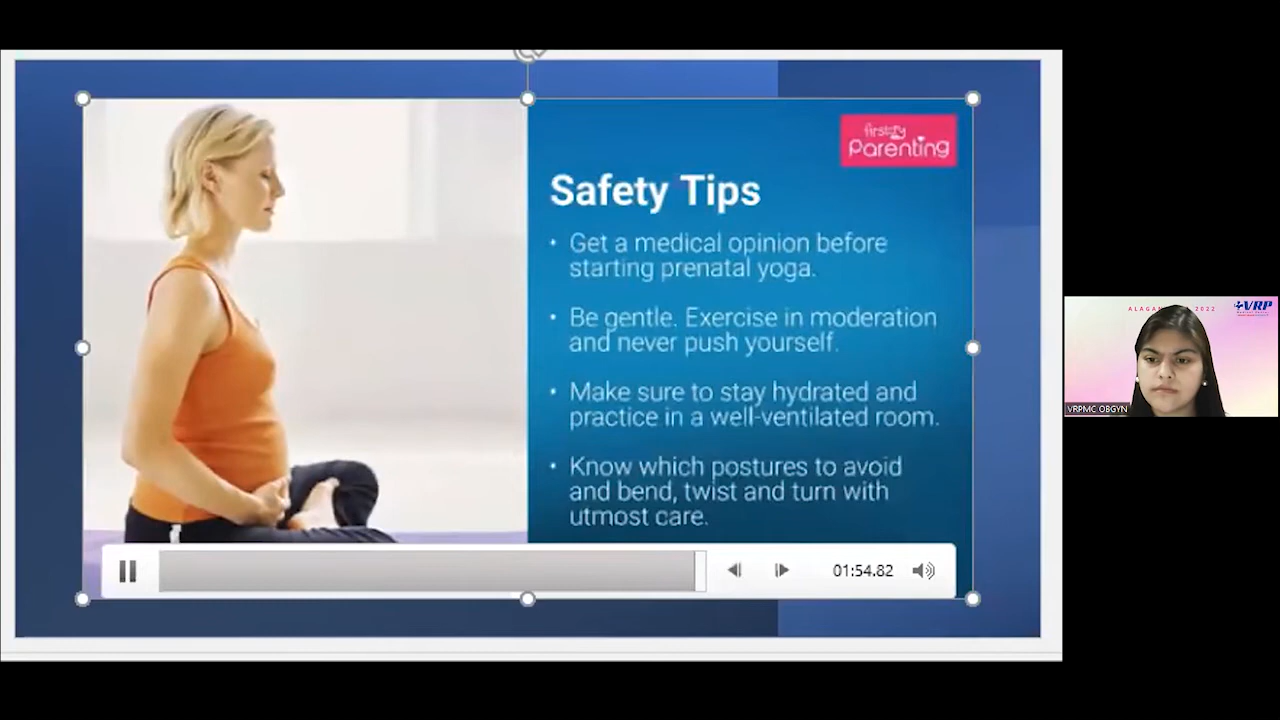 firstcry
Parenting
Safety Tips
• Get a medical opinion before
starting prenatal yoga.
• Be gentle. Exercise in moderation
and never push yourself.
• Make sure to stay hydrated and
practice in a well-ventilated room.
• Know which postures to avoid
and bend, twist and turn with
utmost care.
01:54.82
VRP
VRPMC OBGYN